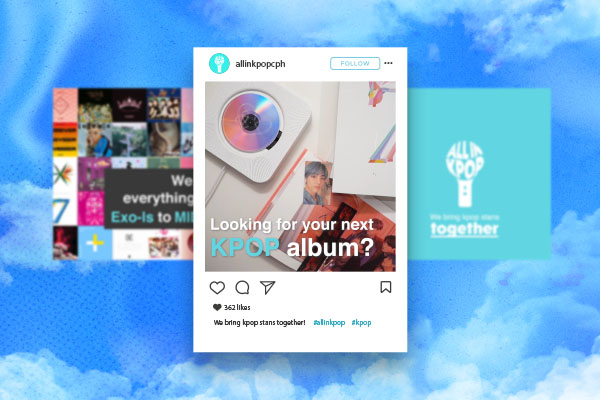 allinkpopcph
FOLLOW
We
everything
Exo-ls to MI
Looking for your next
KPOP album?
ALL IN
KPOP
We bring kpop stans
together
362 likes
We bring kpop stans together! #allinkpop #kpop